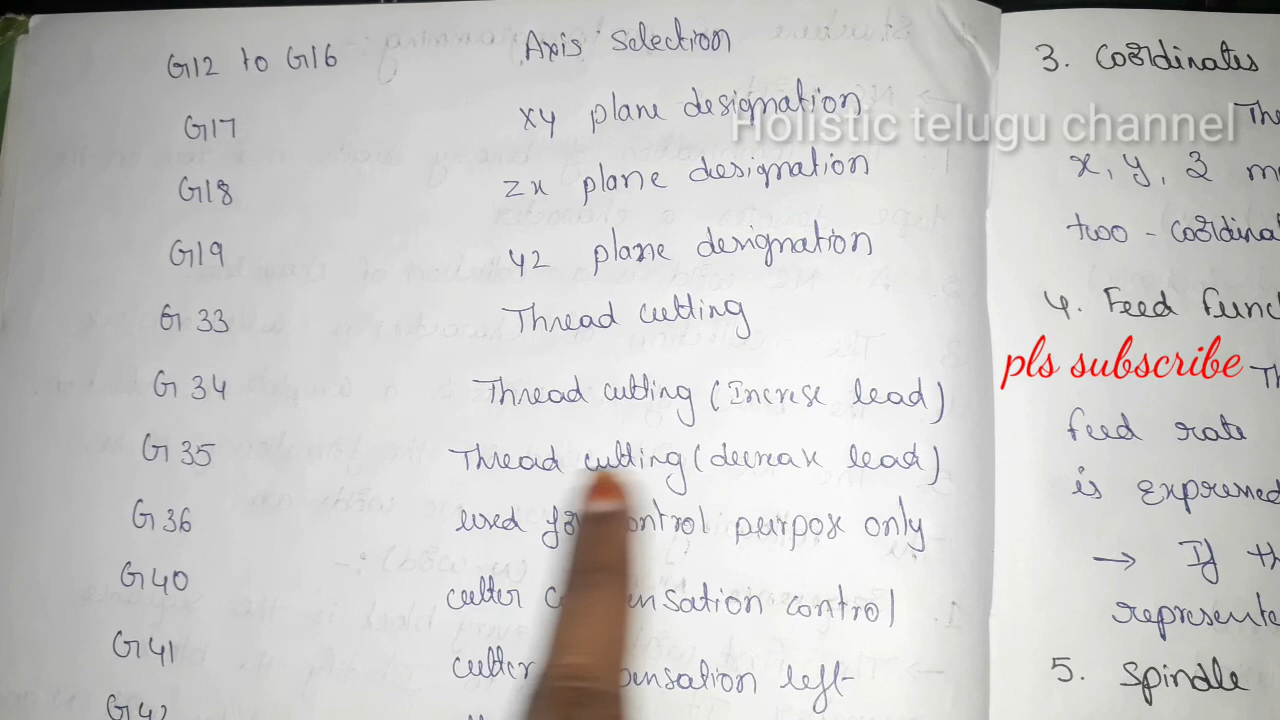 G12 to G16 Axis selection
G17 xy plane designation
Holistic telugu channel
G18 zx plane designation
G19 yz plane designation
G33 Thread cutting
G34 Thread cutting (Increse lead)
G35 Thread cutting (decrease lead)
G36 used for control purpose only
G40 cutter compensation control
G41 cutter compensation left
G42
3. Coordinates
The
x, y, z m
two - coordinat
4. Feed Func
pls subscribe
Th
feed rate
is expressed
→ If th
represente
5. Spindle